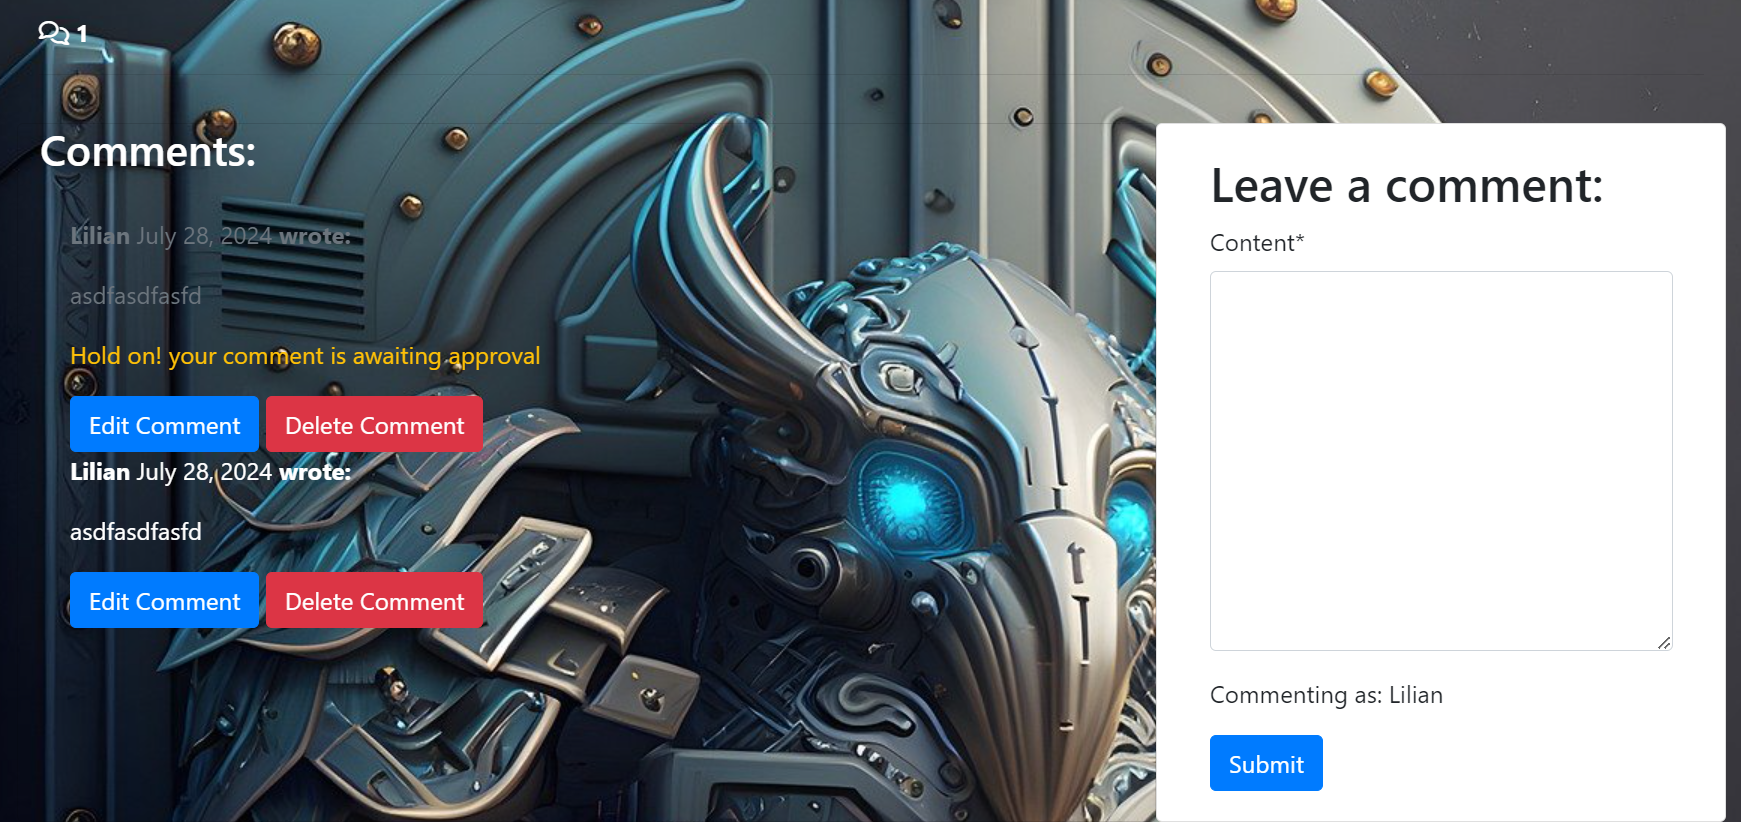 1
Comments:
Lilian July 28, 2024 wrote:
asdfasdfasfd
Hold on! your comment is awaiting approval
Edit Comment Delete Comment
Lilian July 28, 2024 wrote:
asdfasdfasfd
Edit Comment Delete Comment
Leave a comment:
Content*
Commenting as: Lilian
Submit